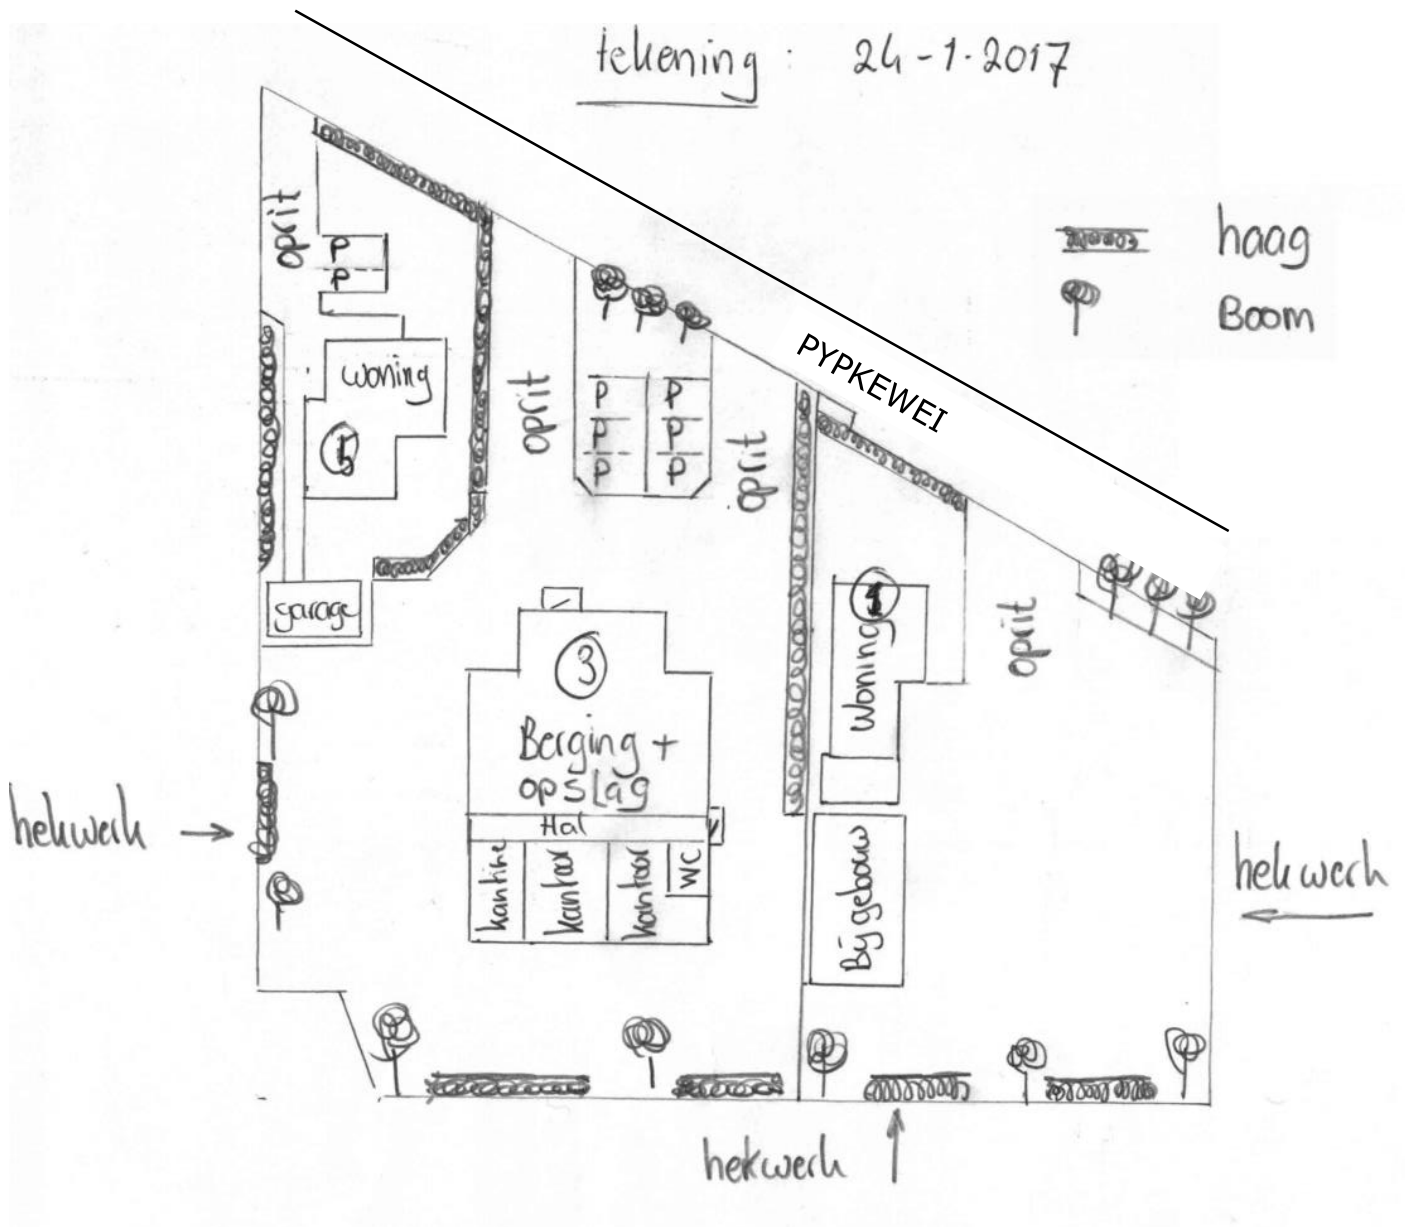 tekening : 24-1-2017
haag
Boom
PYPKEWEI
oprit
P
P
woning
5
garage
oprit
P P
P P
P P
oprit
3
Berging +
opslag
Hal
kantine
kantoor
kantoor
WC
1
Woning
Bijgebouw
oprit
hekwerk
hekwerk
hekwerk